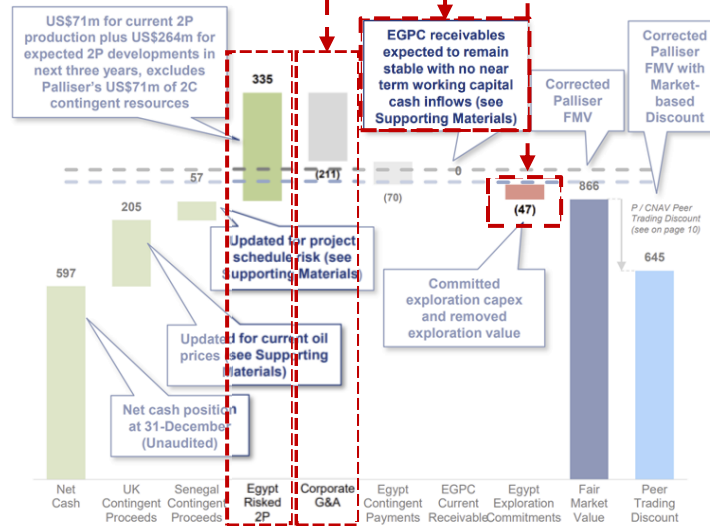 US$71m for current 2P
production plus US$264m for
expected 2P developments in
next three years, excludes
Palliser's US$71m of 2C
contingent resources
335
EGPC receivables
expected to remain
stable with no near
term working capital
cash inflows (see
Supporting Materials)
Corrected
Palliser
FMV
Corrected
Palliser
FMV with
Market-
based
Discount
57
(211)
(70)
0
(47)
866
205
P / CNAV Peer
Trading Discount
(see on page 10)
Updated for project
schedule risk (see
Supporting Materials)
597
645
Committed
exploration capex
and removed
exploration value
Updated for current oil
prices (see Supporting
Materials)
Net cash position
at 31-December
(Unaudited)
Net
Cash
UK
Contingent
Proceeds
Senegal
Contingent
Proceeds
Egypt
Risked
2P
Corporate
G&A
Egypt
Contingent
Payments
EGPC
Current
Receivable
Egypt
Exploration
Commitments
Fair
Market
Value
Peer
Trading
Discount